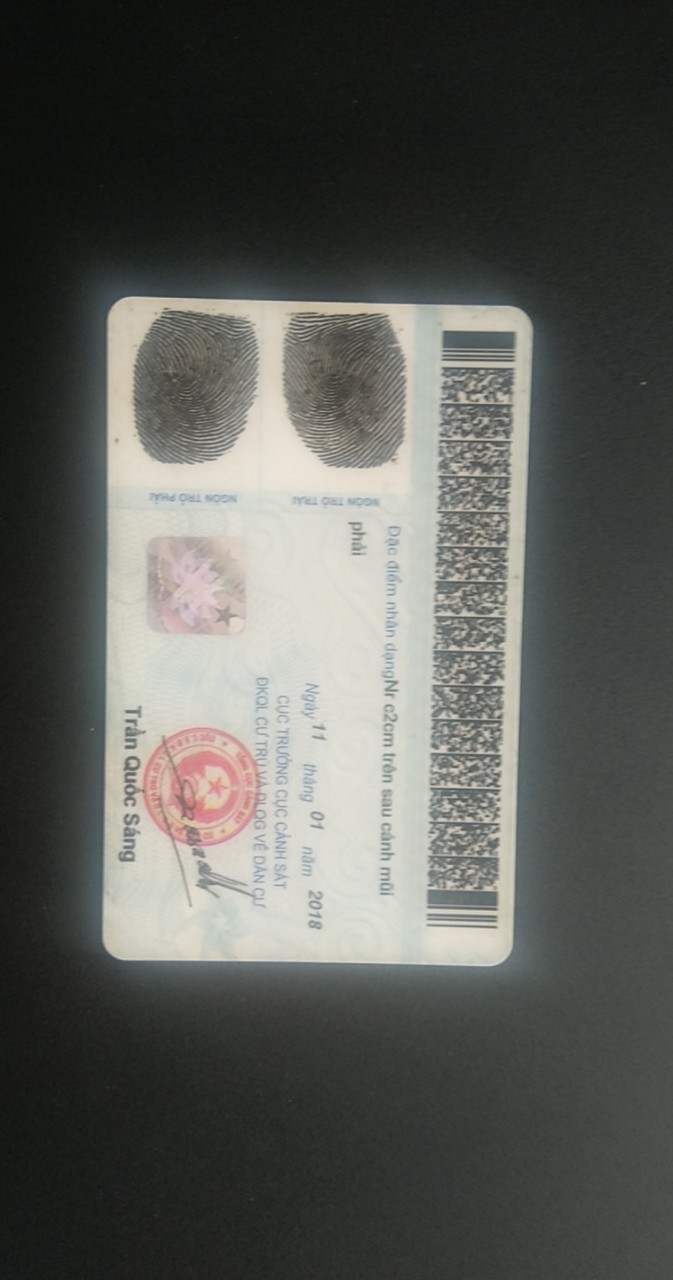 Đặc điểm nhân dạngNr c2cm trên sau cánh mũi
phải
NGÓN TRỎ TRÁI
NGÓN TRỎ PHẢI
Ngày 11 tháng 01 năm 2018
CỤC TRƯỞNG CỤC CẢNH SÁT
ĐKQL CƯ TRÚ VÀ DLQG VỀ DÂN CƯ
Trần Quốc Sáng